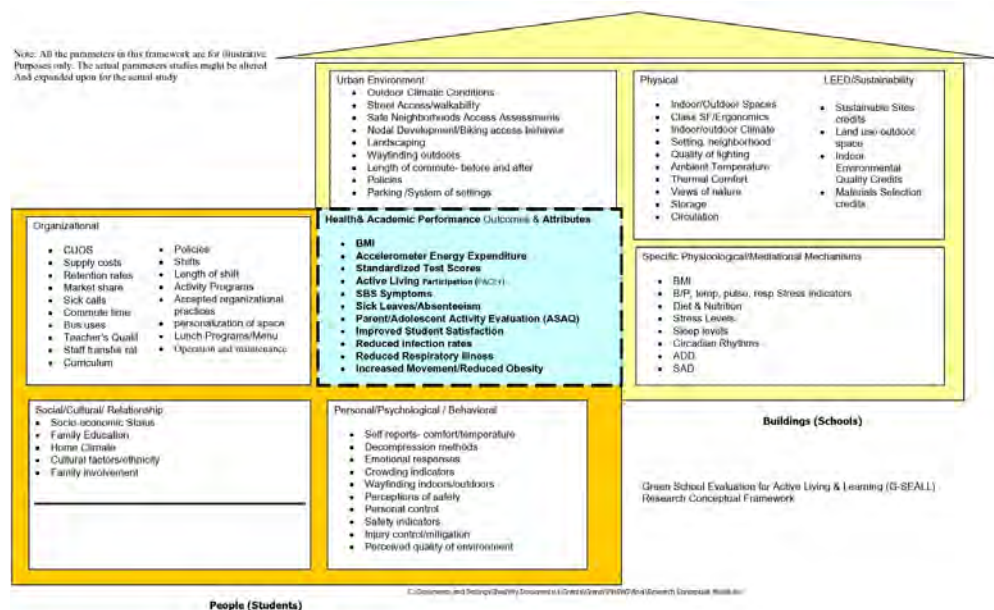 Note: All the parameters in this framework are for illustrative
Purposes only. The actual parameters studies might be altered
And expanded upon for the actual study
Urban Environment
• Outdoor Climatic Conditions
• Street Access/walkability
• Safe Neighborhoods Access Assessments
• Nodal Development/Biking access behaviour
• Landscaping
• Wayfinding outdoors
• Length of commute- before and after
• Policies
• Parking /System of settings
Physical
• Indoor/Outdoor Spaces
• Class SF/Ergonomics
• Indoor/outdoor Climate
• Setting, neighborhood
• Quality of lighting
• Ambient Temperature
• Thermal Comfort
• Views of nature
• Storage
• Circulation
LEED/Sustainability
• Sustainable Sites
credits
• Land use outdoor
space
• Indoor
Environmental
Quality Credits
• Materials Selection
credits
Organizational
• CUOS
• Supply costs
• Retention rates
• Market share
• Sick calls
• Commute time
• Bus uses
• Teacher's Qualif
• Staff transfer rat
• Curriculum
• Policies
• Shifts
• Length of shift
• Activity Programs
• Accepted organizational
practices
• personalization of space
• Lunch Programs/Menu
• Operation and maintenance
Health& Academic Performance Outcomes & Attributes
• BMI
• Accelerometer Energy Expenditure
• Standardized Test Scores
• Active Living Participation
• SBS Symptoms
• Sick Leaves/Absenteeism
• Parent/Adolescent Activity Evaluation (ASAQ)
• Improved Student Satisfaction
• Reduced infection rates
• Reduced Respiratory Illness
• Increased Movement/Reduced Obesity
Specific Physiological/Mediational Mechanisms
• BMI
• B/P, temp, pulse, resp Stress indicators
• Diet & Nutrition
• Stress Levels
• Sleep levels
• Circadian Rhythms
• ADD
• SAD
Buildings (Schools)
Social/Cultural/ Relationship
• Socio-economic Status
• Family Education
• Home Climate
• Cultural factors/ethnicity
• Family involvement
Personal/Psychological / Behavioral
• Self reports- comfort/temperature
• Decompression methods
• Emotional responses
• Crowding indicators
• Wayfinding indoors/outdoors
• Perceptions of safety
• Personal control
• Safety indicators
• Injury control/mitigation
• Perceived quality of environment
Green School Evaluation for Active Living & Learning (G-SEALL)
Research Conceptual Framework
People (Students)